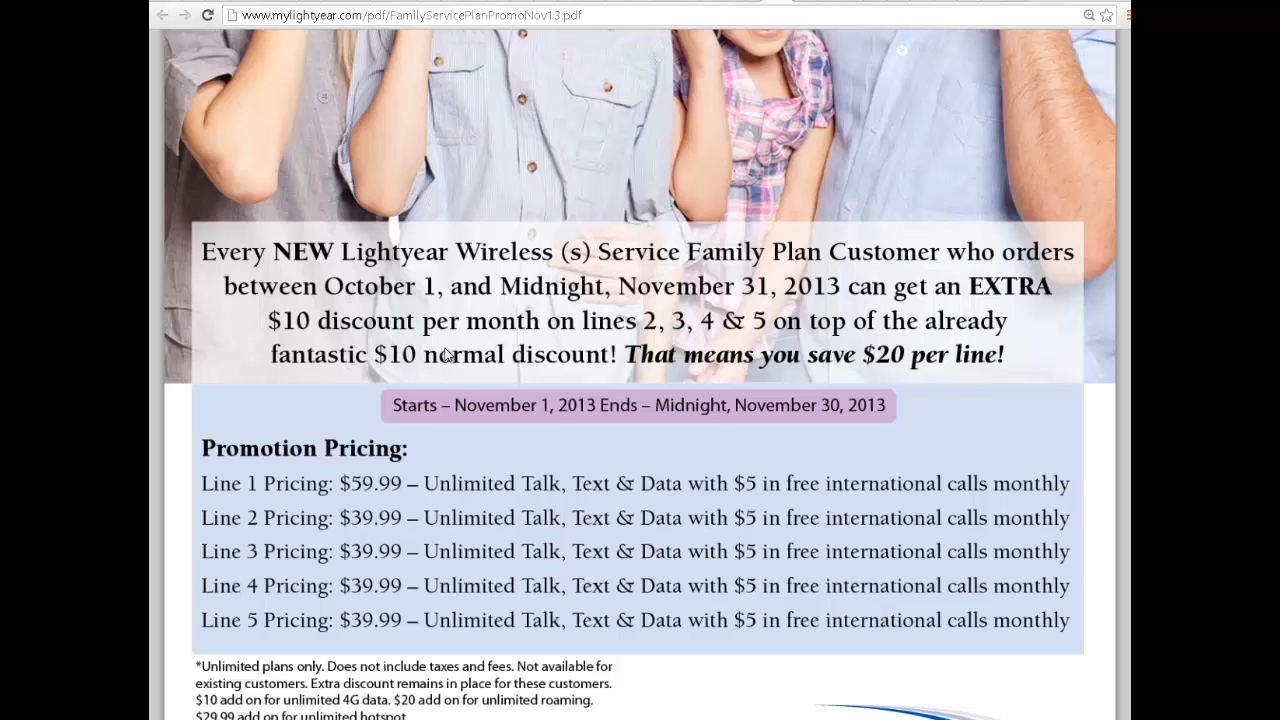 www.mylightyear.com/pdf/FamilyServicePlanPromoNov13.pdf
Every NEW Lightyear Wireless (s) Service Family Plan Customer who orders
between October 1, and Midnight, November 31, 2013 can get an EXTRA
$10 discount per month on lines 2, 3, 4 & 5 on top of the already
fantastic $10 normal discount! That means you save $20 per line!
Starts – November 1, 2013 Ends – Midnight, November 30, 2013
Promotion Pricing:
Line 1 Pricing: $59.99 – Unlimited Talk, Text & Data with $5 in free international calls monthly
Line 2 Pricing: $39.99 – Unlimited Talk, Text & Data with $5 in free international calls monthly
Line 3 Pricing: $39.99 – Unlimited Talk, Text & Data with $5 in free international calls monthly
Line 4 Pricing: $39.99 – Unlimited Talk, Text & Data with $5 in free international calls monthly
Line 5 Pricing: $39.99 – Unlimited Talk, Text & Data with $5 in free international calls monthly
*Unlimited plans only. Does not include taxes and fees. Not available for
existing customers. Extra discount remains in place for these customers.
$10 add on for unlimited 4G data. $20 add on for unlimited roaming.
$29.99 add on for unlimited hotspot.